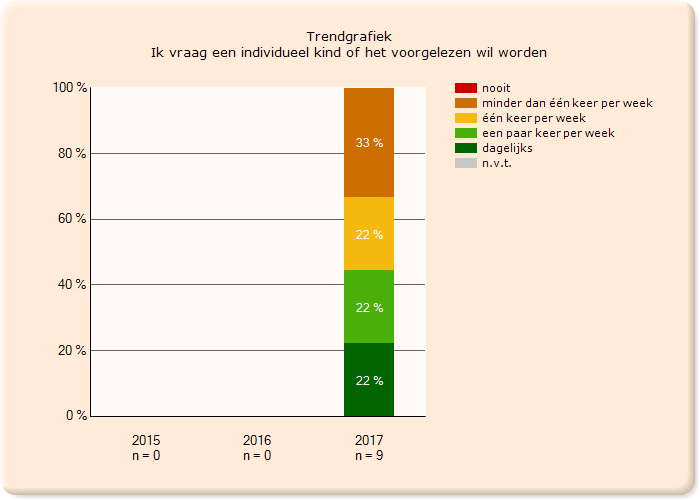 Trendgrafiek
Ik vraag een individueel kind of het voorgelezen wil worden
100 %
80 %
60 %
40 %
20 %
0 %
33 %
22 %
22 %
22 %
2015
n = 0
2016
n = 0
2017
n = 9
nooit
minder dan één keer per week
één keer per week
een paar keer per week
dagelijks
n.v.t.